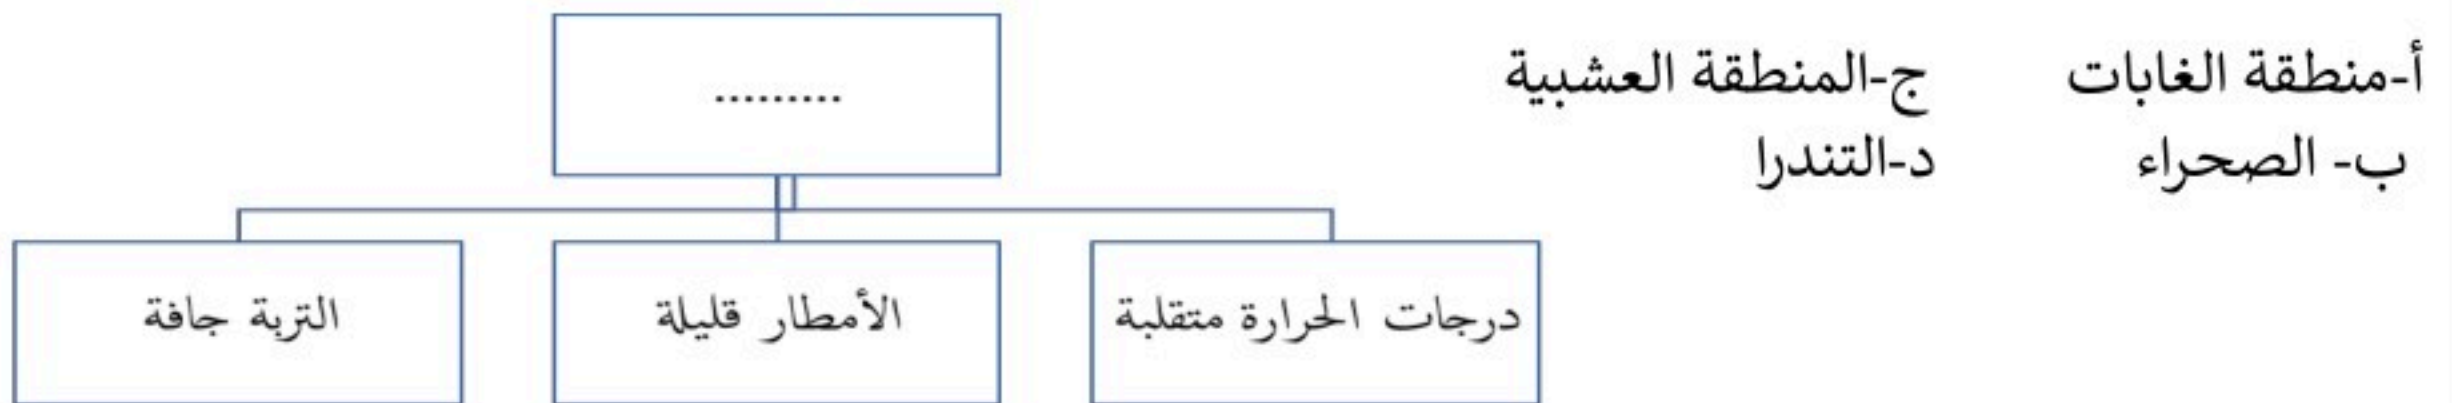 أ-منطقة الغابات ج-المنطقة العشبية
ب- الصحراء د-التندرا
.........
درجات الحرارة متقلبة
الأمطار قليلة
التربة جافة